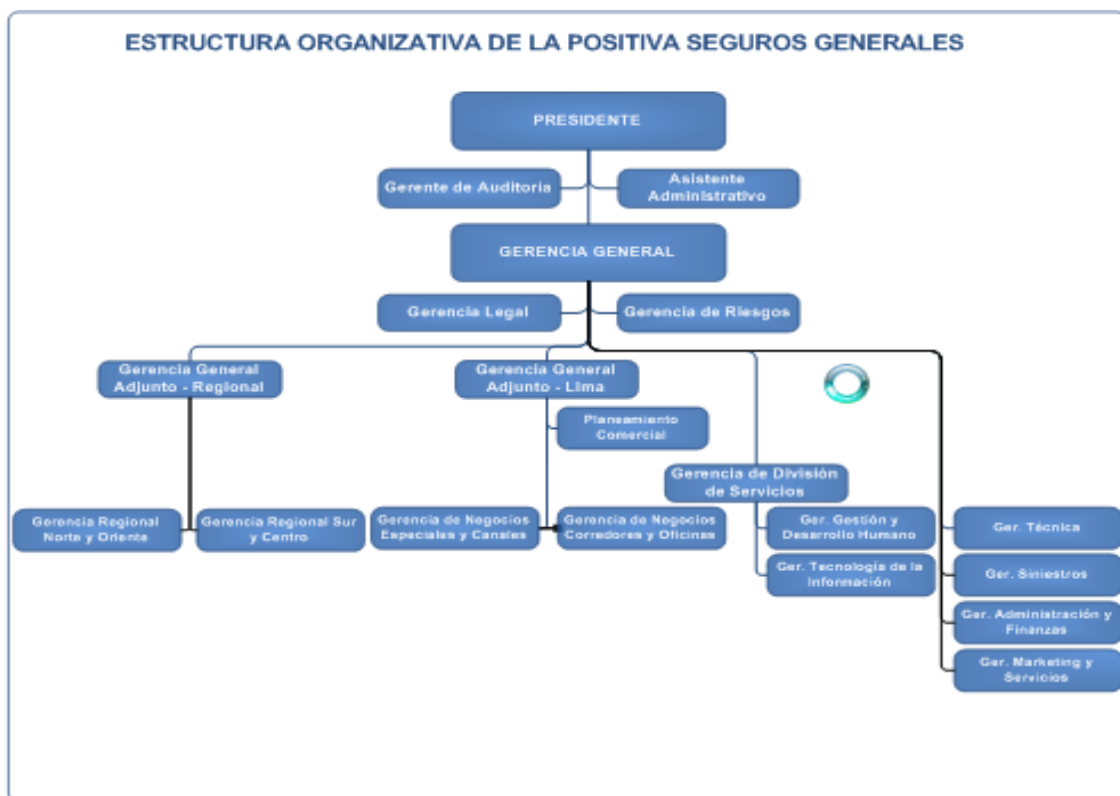 ESTRUCTURA ORGANIZATIVA DE LA POSITIVA SEGUROS GENERALES
PRESIDENTE
Gerente de Auditoria
Asistente
Administrativo
GERENCIA GENERAL
Gerencia Legal
Gerencia de Riesgos
Gerencia General
Adjunto - Regional
Gerencia General
Adjunto - Lima
Planeamiento
Comercial
Gerencia de División
de Servicios
Gerencia Regional
Norte y Oriente
Gerencia Regional Sur
y Centro
Gerencia de Negocios
Especiales y Canales
Gerencia de Negocios
Corredores y Oficinas
Ger. Gestión y
Desarrollo Humano
Ger. Tecnología de la
Información
Ger. Técnica
Ger. Siniestros
Ger. Administración y
Finanzas
Ger. Marketing y
Servicios